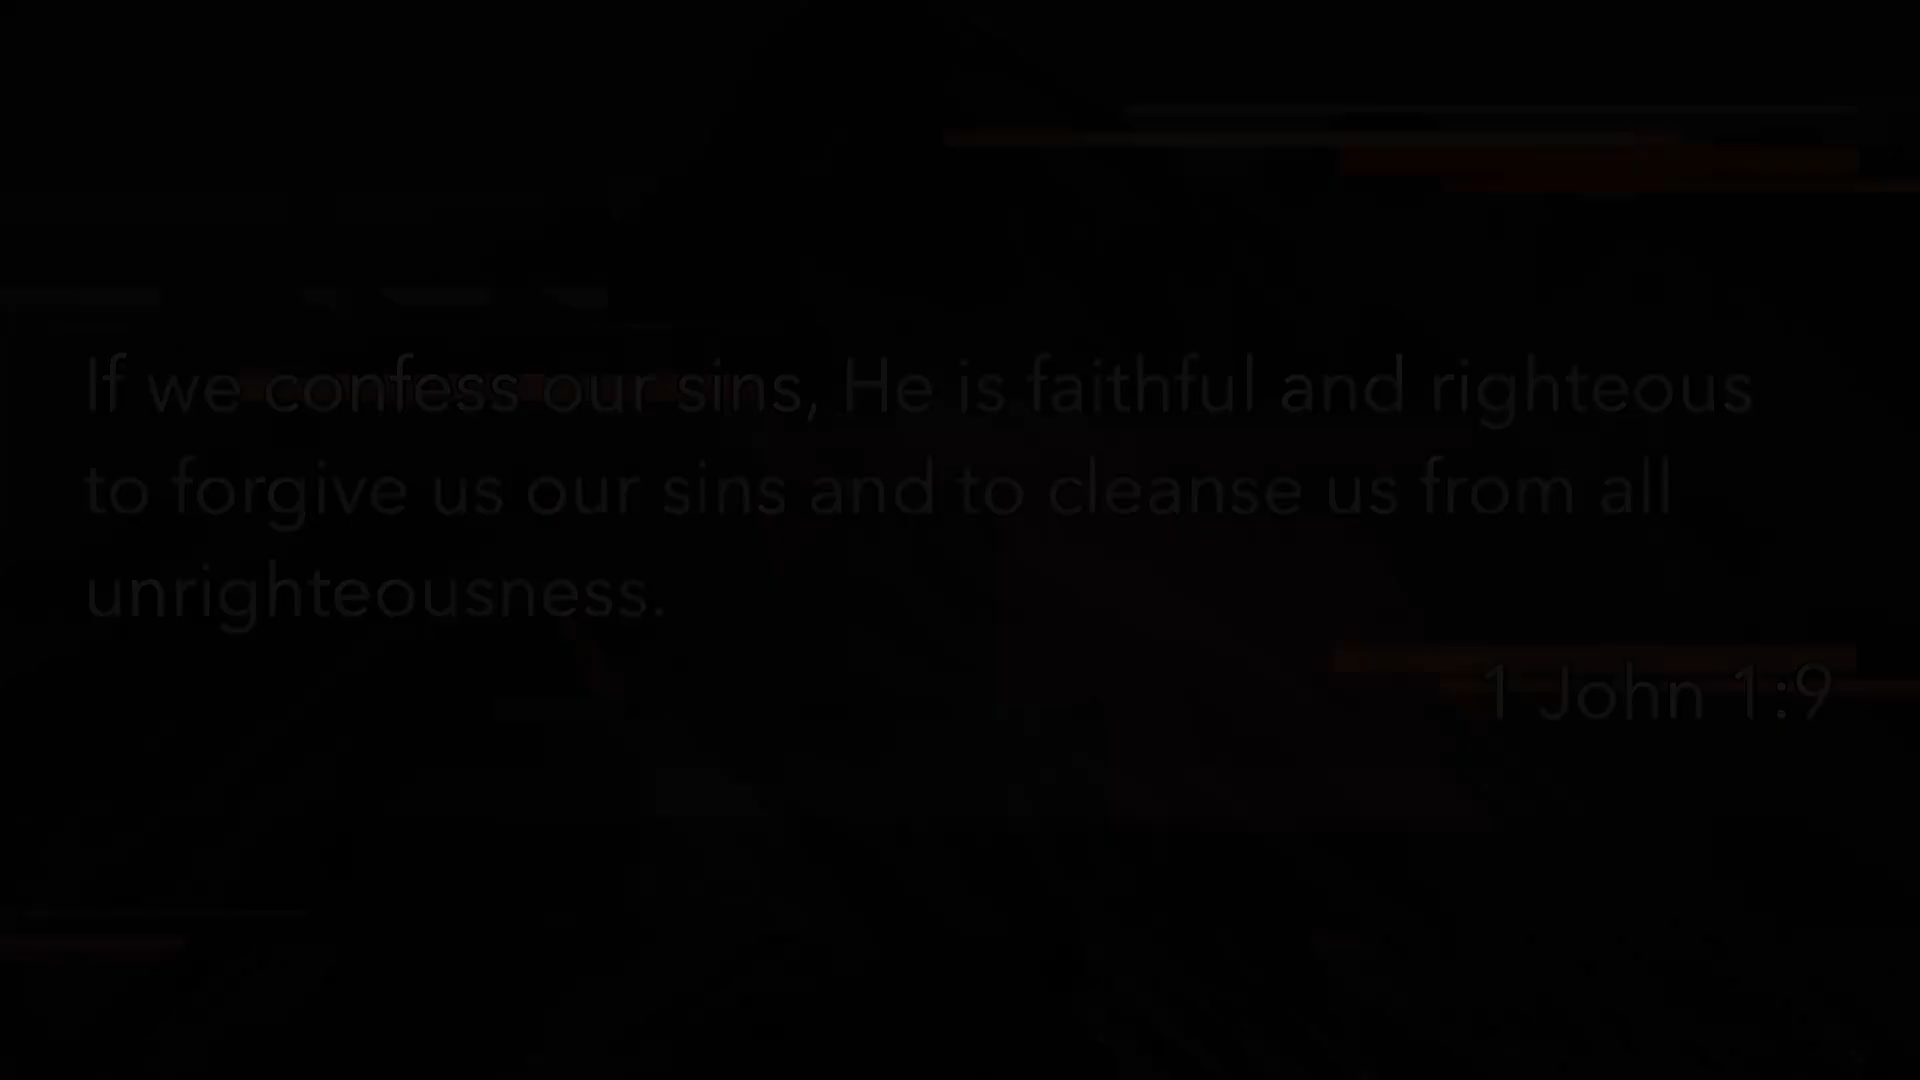 If we confess our sins, He is faithful and righteous
to forgive us our sins and to cleanse us from all
unrighteousness.
1 John 1:9